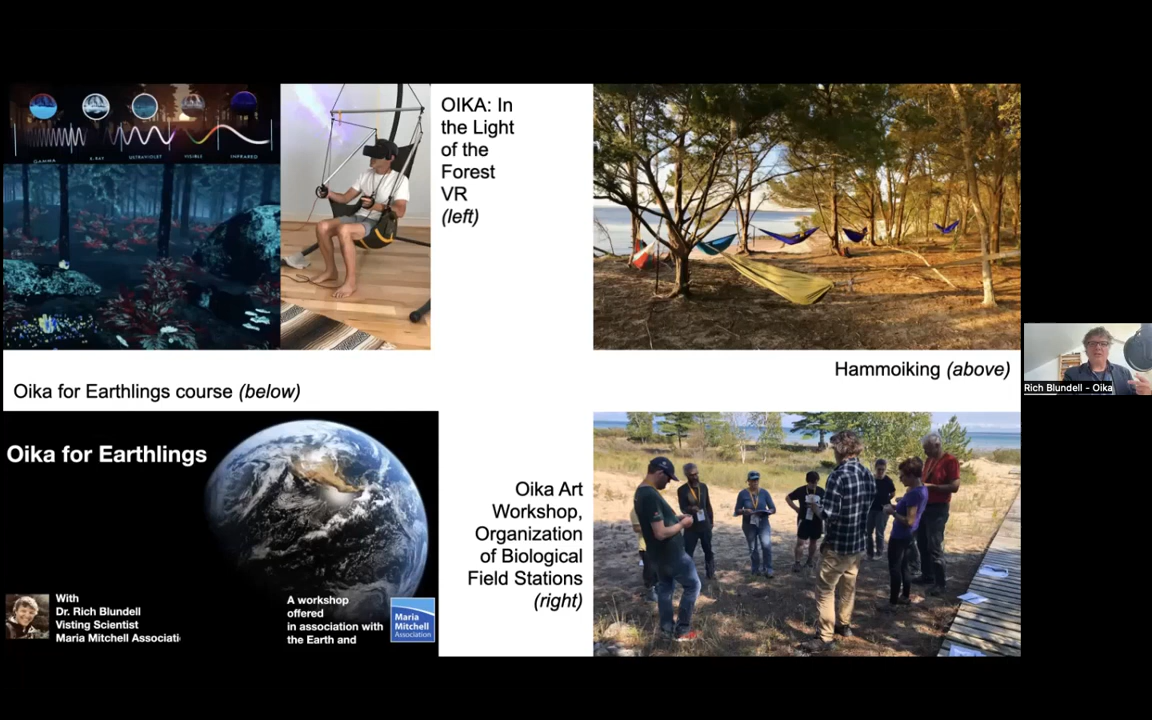 GAMMA X-RAY ULTRAVIOLET VISIBLE INFRARED
OIKA: In
the Light
of the
Forest
VR
(left)
Hammoiking (above)
Rich Blundell - Oika
Oika for Earthlings course (below)
Oika for Earthlings
With
Dr. Rich Blundell
Visting Scientist
Maria Mitchell Associati
A workshop
offered
in association with
the Earth and
Maria
Mitchell
Association
Oika Art
Workshop,
Organization
of Biological
Field Stations
(right)